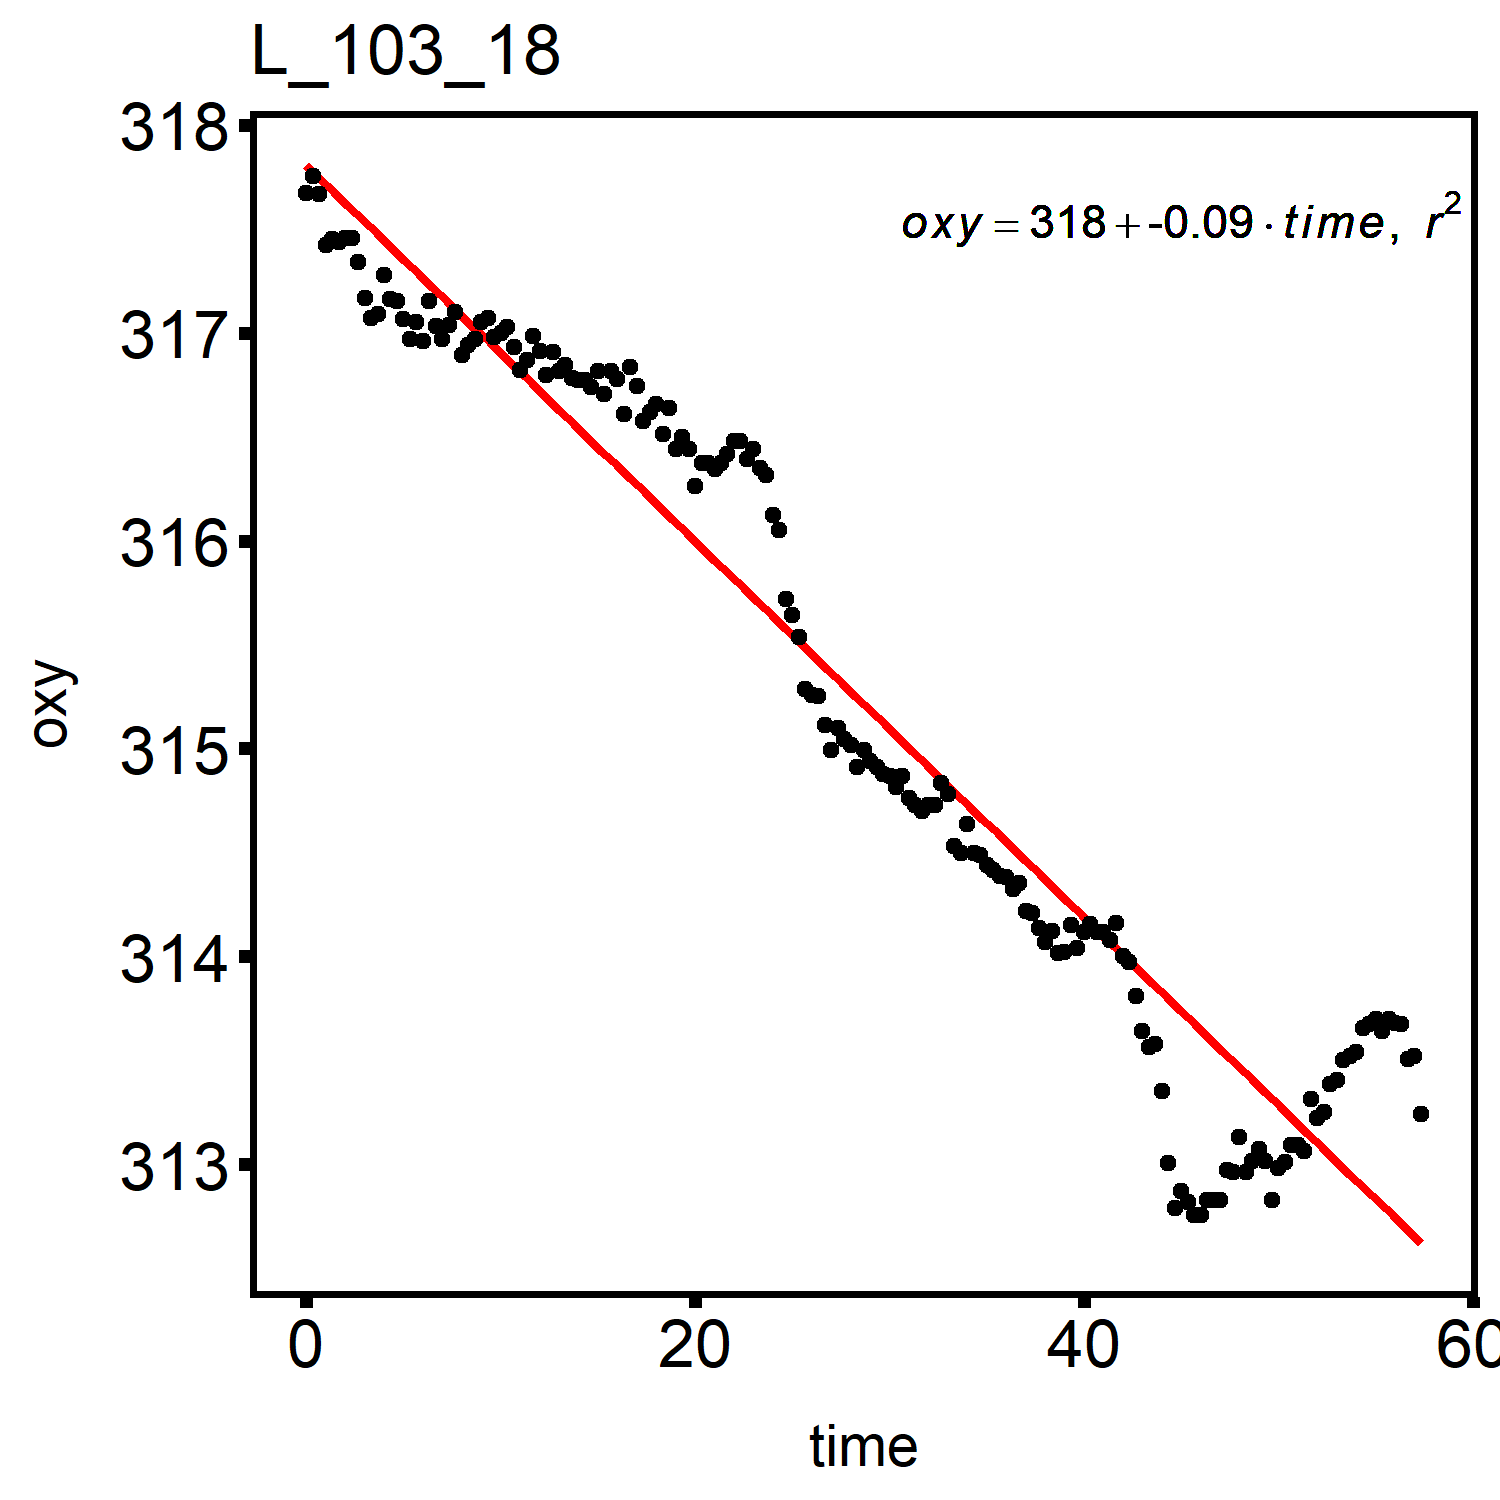 L_103_18
318
oxy = 318 + -0.09 · time, r²
317
316
315
314
313
oxy
0 20 40 60
time